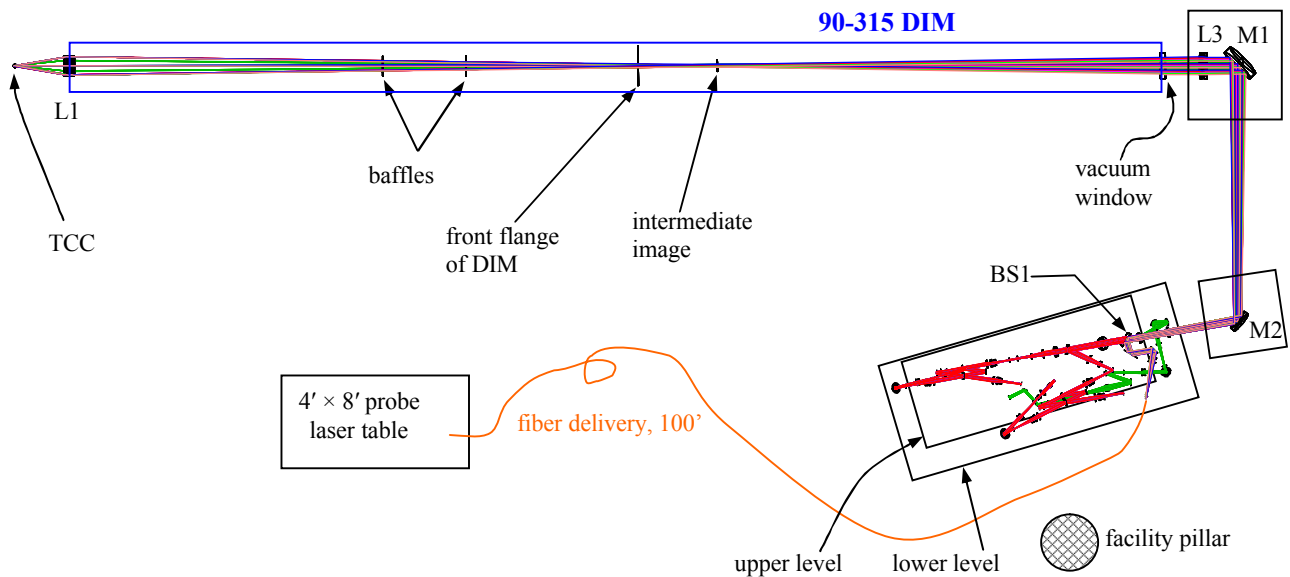 90-315 DIM
L3
M1
L1
baffles
vacuum
window
TCC
front flange
of DIM
intermediate
image
BS1
M2
4′ × 8′ probe
laser table
fiber delivery, 100’
upper level
lower level
facility pillar